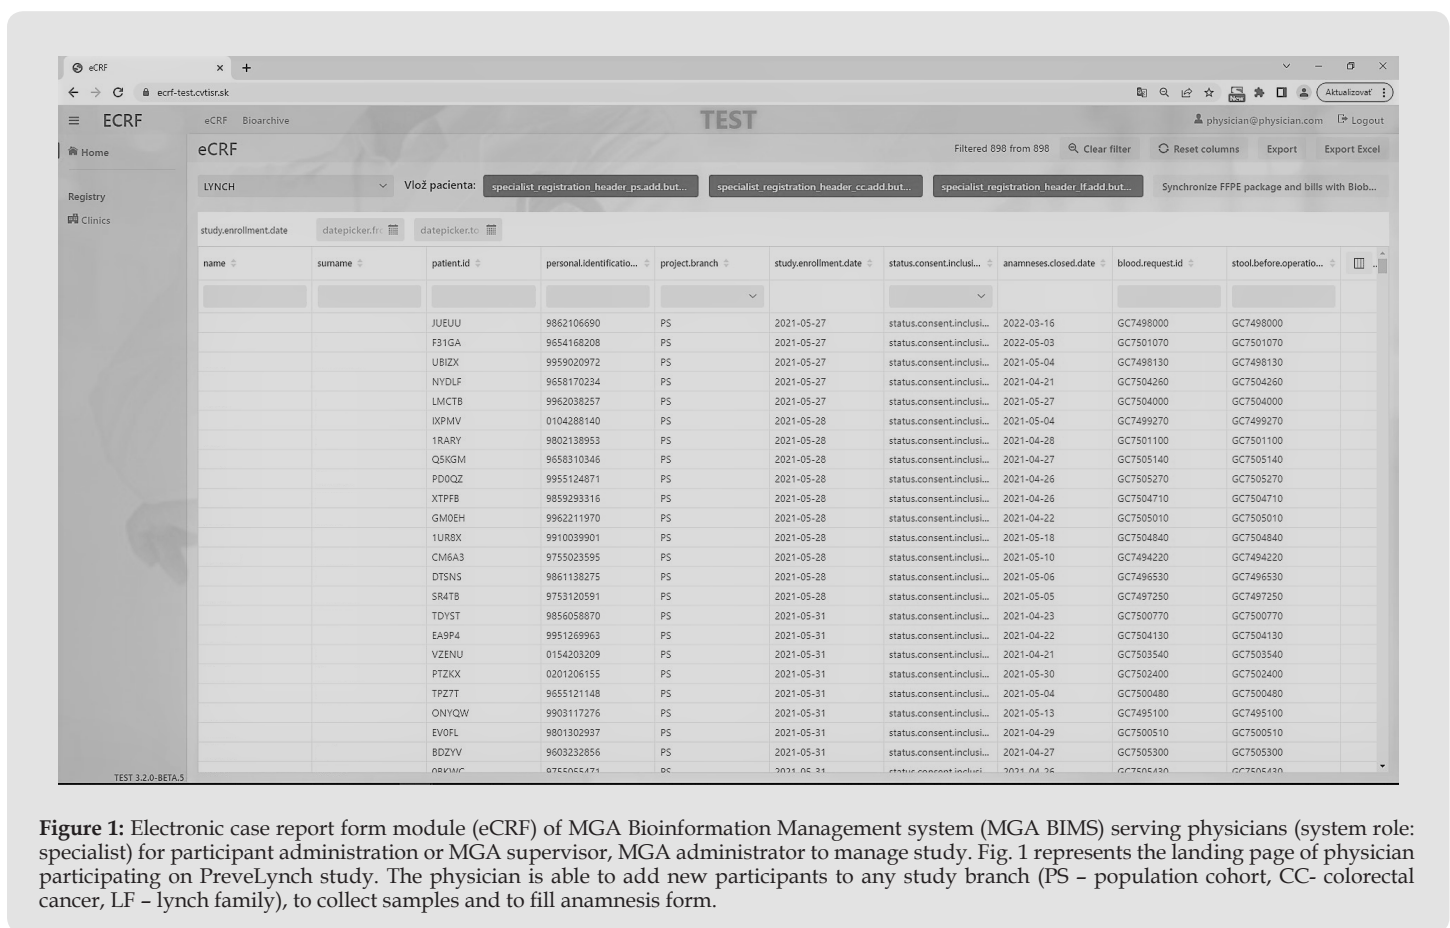 eCRF
ecrf-test.cvtisr.sk
New
Aktualizovať
ECRF eCRF Bioarchive TEST physician@physician.com Logout
Home eCRF Filtered 898 from 898 Clear filter Reset columns Export Export Excel
LYNCH Vlož pacienta: specialist_registration_header_ps.add.but... specialist_registration_header_cc.add.but... specialist_registration_header_lf.add.but... Synchronize FFPE package and bills with Biob...
Registry
Clinics
study.enrollment.date datepicker.frc datepicker.to
name surname patient.id personal.identificatio... project.branch study.enrollment.date status.consent.inclusi... anamneses.closed.date blood.request.id stool.before.operatio... ..
JUEUU 9862106690 PS 2021-05-27 status.consent.inclusi... 2022-03-16 GC7498000 GC7498000
F31GA 9654168208 PS 2021-05-27 status.consent.inclusi... 2022-05-03 GC7501070 GC7501070
UBIZX 9959020972 PS 2021-05-27 status.consent.inclusi... 2021-05-04 GC7498130 GC7498130
NYDLF 9658170234 PS 2021-05-27 status.consent.inclusi... 2021-04-21 GC7504260 GC7504260
LMCTB 9962038257 PS 2021-05-27 status.consent.inclusi... 2021-05-27 GC7504000 GC7504000
IXPMV 0104288140 PS 2021-05-28 status.consent.inclusi... 2021-05-04 GC7499270 GC7499270
1RARY 9802138953 PS 2021-05-28 status.consent.inclusi... 2021-04-28 GC7501100 GC7501100
Q5KGM 9658310346 PS 2021-05-28 status.consent.inclusi... 2021-04-27 GC7505140 GC7505140
PD0QZ 9955124871 PS 2021-05-28 status.consent.inclusi... 2021-04-26 GC7505270 GC7505270
XTPFB 9859293316 PS 2021-05-28 status.consent.inclusi... 2021-04-26 GC7504710 GC7504710
GM0EH 9962211970 PS 2021-05-28 status.consent.inclusi... 2021-04-22 GC7505010 GC7505010
1UR8X 9910039901 PS 2021-05-28 status.consent.inclusi... 2021-05-18 GC7504840 GC7504840
CM6A3 9755023595 PS 2021-05-28 status.consent.inclusi... 2021-05-10 GC7494220 GC7494220
DTSNS 9861138275 PS 2021-05-28 status.consent.inclusi... 2021-05-06 GC7496530 GC7496530
SR4TB 9753120591 PS 2021-05-28 status.consent.inclusi... 2021-05-05 GC7497250 GC7497250
TDYST 9856058870 PS 2021-05-31 status.consent.inclusi... 2021-04-23 GC7500770 GC7500770
EA9P4 9951269963 PS 2021-05-31 status.consent.inclusi... 2021-04-22 GC7504130 GC7504130
VZENU 0154203209 PS 2021-05-31 status.consent.inclusi... 2021-04-21 GC7503540 GC7503540
PTZKX 0201206155 PS 2021-05-31 status.consent.inclusi... 2021-05-30 GC7502400 GC7502400
TPZ7T 9655121148 PS 2021-05-31 status.consent.inclusi... 2021-05-04 GC7500480 GC7500480
ONYQW 9903117276 PS 2021-05-31 status.consent.inclusi... 2021-05-13 GC7495100 GC7495100
EV0FL 9801302937 PS 2021-05-31 status.consent.inclusi... 2021-04-29 GC7500510 GC7500510
BDZYV 9603232856 PS 2021-05-31 status.consent.inclusi... 2021-04-27 GC7505300 GC7505300
PS 2021-05-31 status.consent.inclusi... 2021-04-26 GC7505430 GC7505430
TEST 3.2.0-BETA.5
Figure 1: Electronic case report form module (eCRF) of MGA Bioinformation Management system (MGA BIMS) serving physicians (system role:
specialist) for participant administration or MGA supervisor, MGA administrator to manage study. Fig. 1 represents the landing page of physician
participating on PreveLynch study. The physician is able to add new participants to any study branch (PS – population cohort, CC- colorectal
cancer, LF – lynch family), to collect samples and to fill anamnesis form.